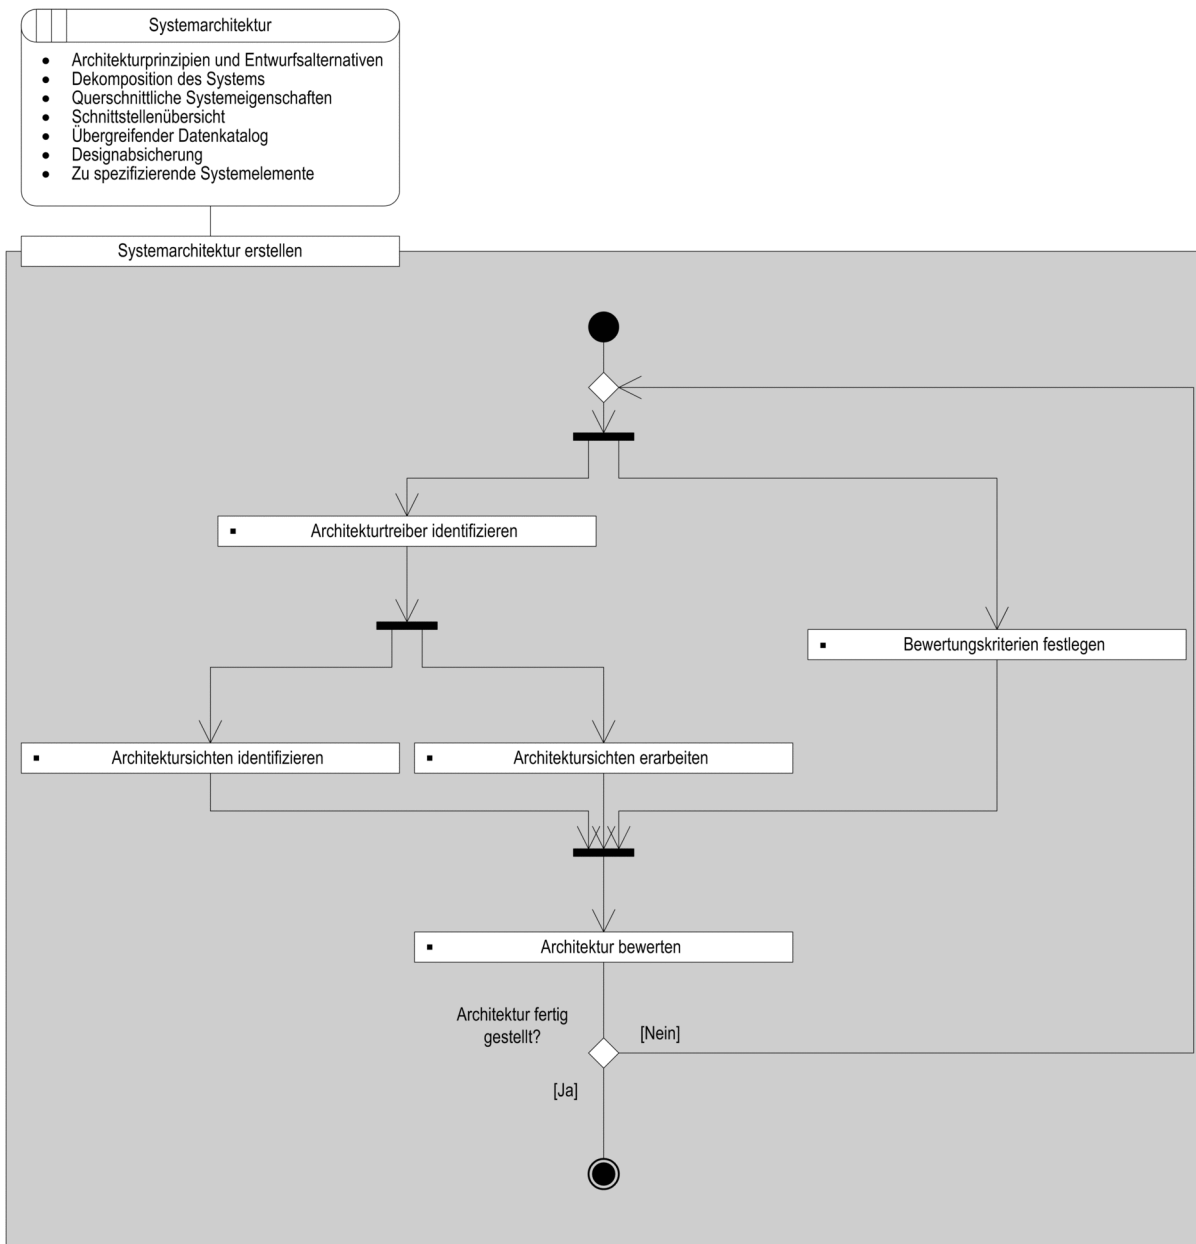 Systemarchitektur
• Architekturprinzipien und Entwurfsalternativen
• Dekomposition des Systems
• Querschnittliche Systemeigenschaften
• Schnittstellenübersicht
• Übergreifender Datenkatalog
• Designabsicherung
• Zu spezifizierende Systemelemente
Systemarchitektur erstellen
Architekturtreiber identifizieren
Bewertungskriterien festlegen
Architektursichten identifizieren
Architektursichten erarbeiten
Architektur bewerten
Architektur fertig
gestellt?
[Nein]
[Ja]